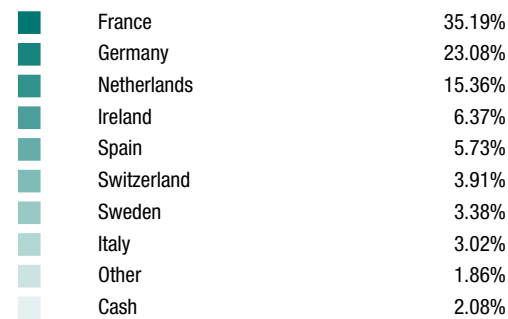 France 35.19%
Germany 23.08%
Netherlands 15.36%
Ireland 6.37%
Spain 5.73%
Switzerland 3.91%
Sweden 3.38%
Italy 3.02%
Other 1.86%
Cash 2.08%